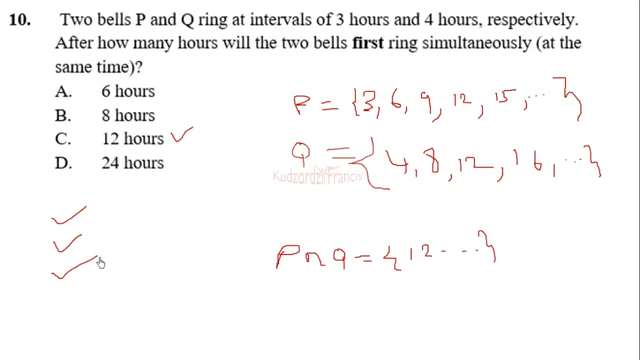 10. Two bells P and Q ring at intervals of 3 hours and 4 hours, respectively.
After how many hours will the two bells first ring simultaneously (at the
same time)?
A. 6 hours
B. 8 hours
C. 12 hours ✓
D. 24 hours
P = {3, 6, 9, 12, 15, ...}
Q = {4, 8, 12, 16, ...}
Kudzordzi Francis
P ∩ Q = {12 ...}